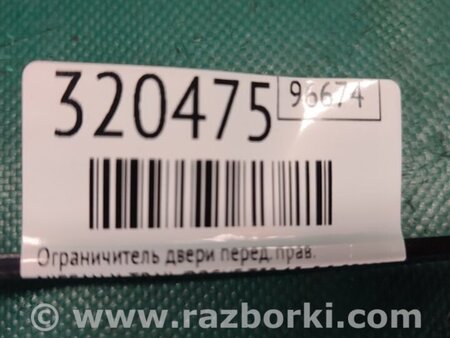 320475
96674
Ограничитель двери перед. прав.
www.razborki.com